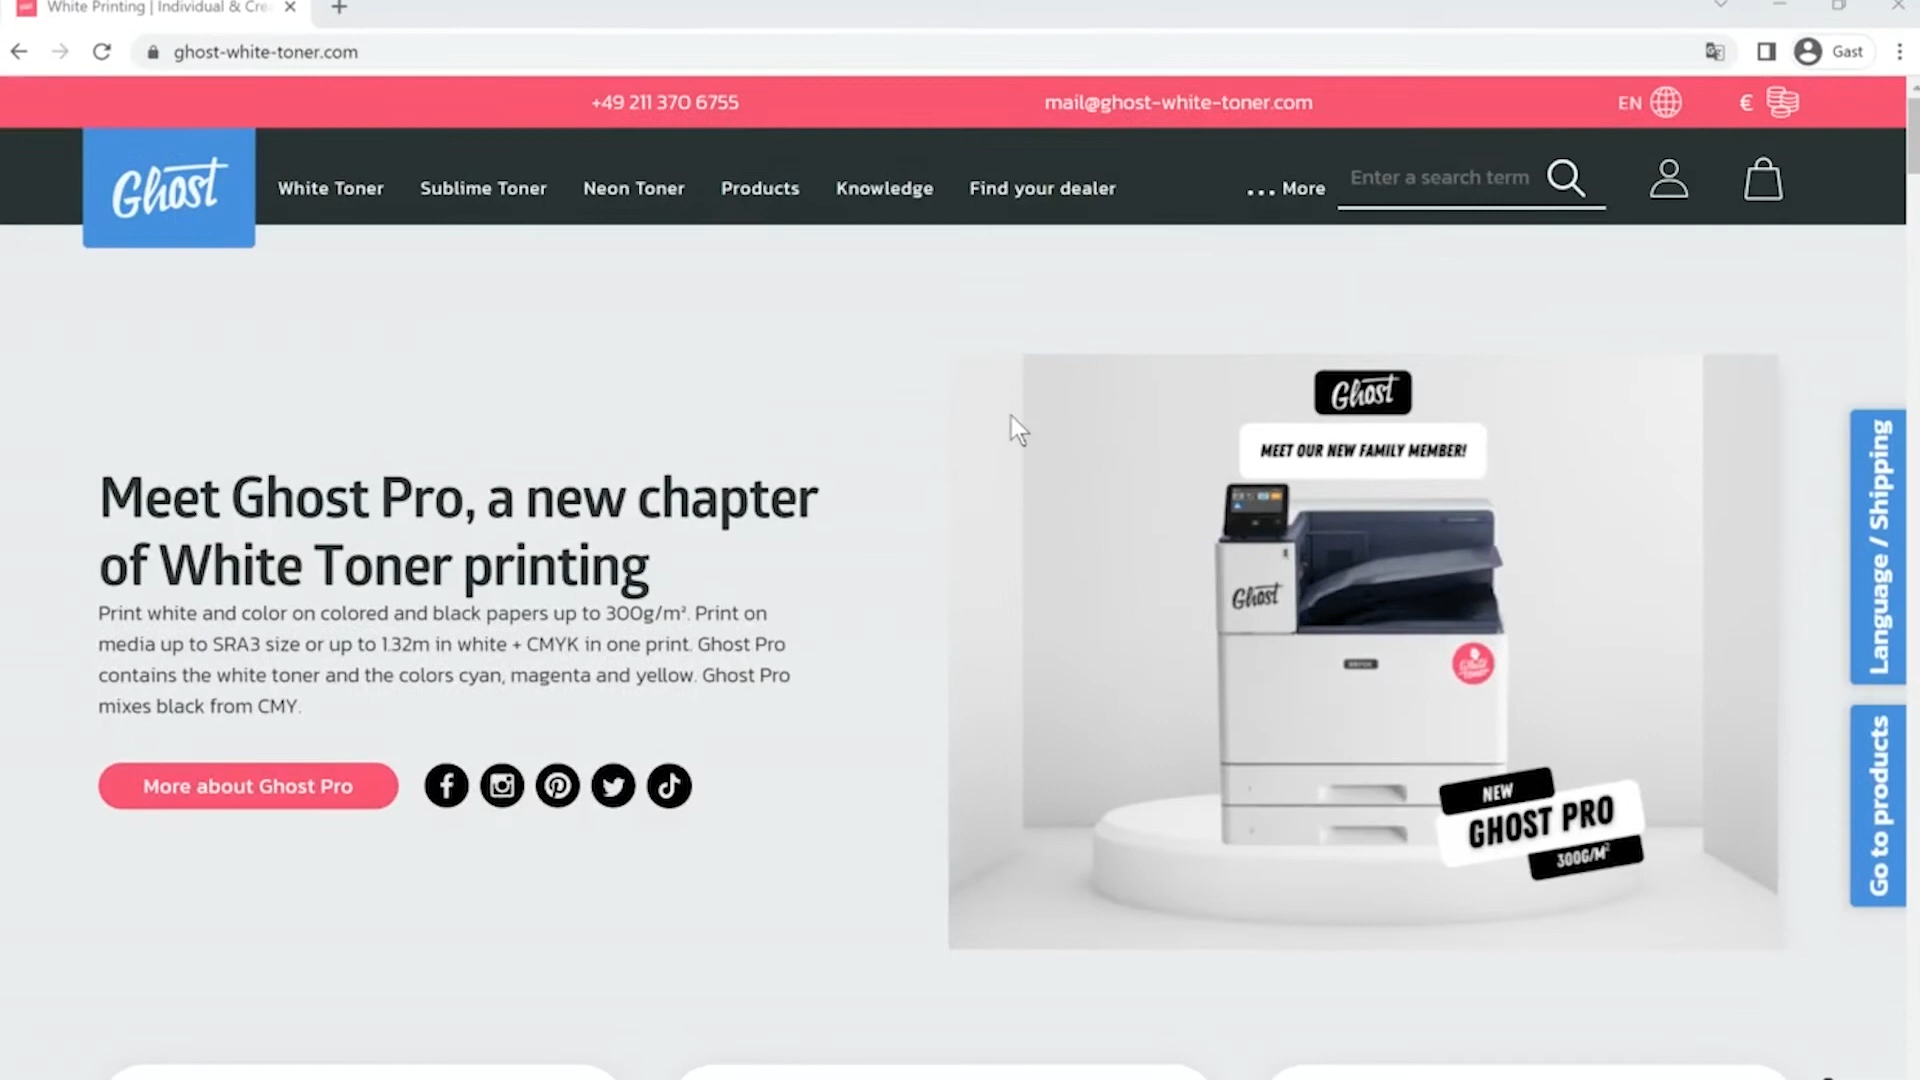 White Printing | Individual & Cre
ghost-white-toner.com
Gast
+49 211 370 6755
mail@ghost-white-toner.com
EN
€
Ghost
White Toner
Sublime Toner
Neon Toner
Products
Knowledge
Find your dealer
... More
Enter a search term
Meet Ghost Pro, a new chapter
of White Toner printing
Print white and color on colored and black papers up to 300g/m². Print on
media up to SRA3 size or up to 1.32m in white + CMYK in one print. Ghost Pro
contains the white toner and the colors cyan, magenta and yellow. Ghost Pro
mixes black from CMY.
More about Ghost Pro
Ghost
MEET OUR NEW FAMILY MEMBER!
Ghost
NEW
GHOST PRO
300G/M²
Language / Shipping
Go to products